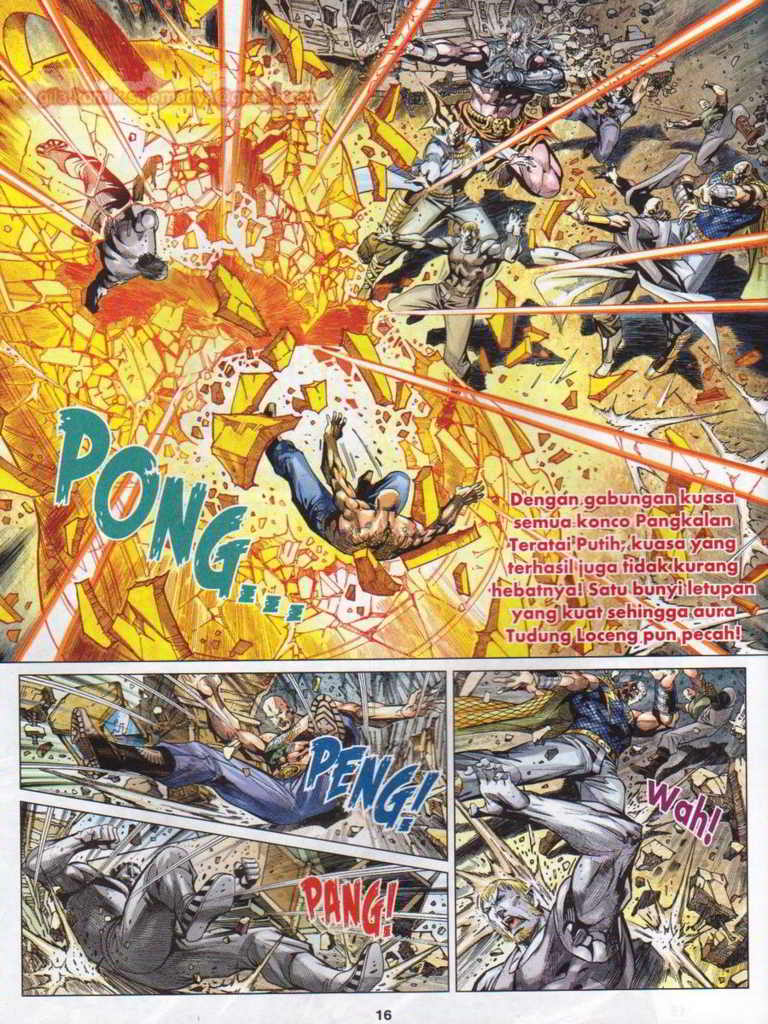 PONG...
Dengan gabungan kuasa
semua konco Pangkalan
Teratai Putih, kuasa yang
terhasil juga tidak kurang
hebatnya! Satu bunyi letupan
yang kuat sehingga aura
Tudung Loceng pun pecah!
PENG!
PANG!
Wah!
16